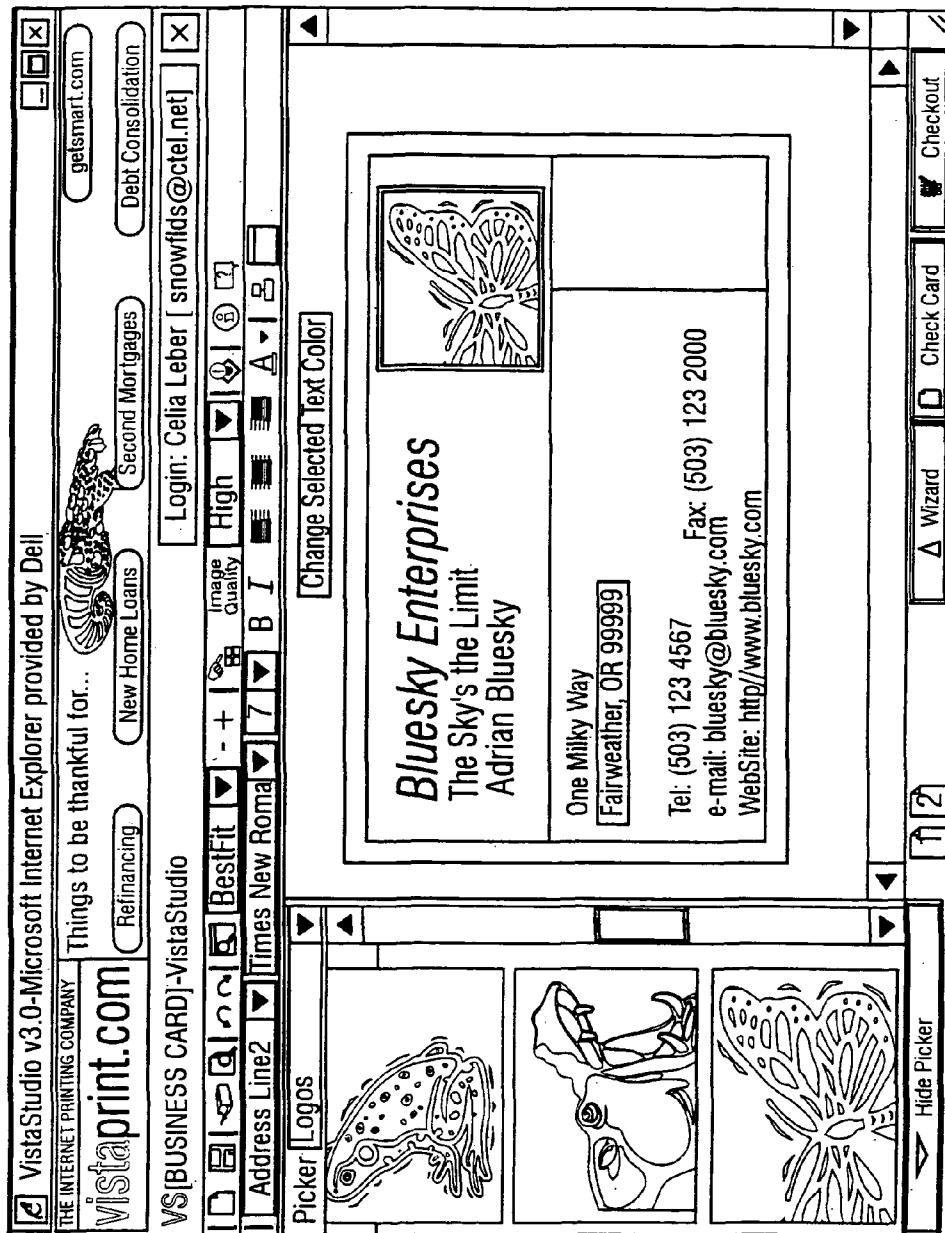 VistaStudio v3.0-Microsoft Internet Explorer provided by Dell
THE INTERNET PRINTING COMPANY
vistaprint.com
Things to be thankful for...
getsmart.com
Refinancing
New Home Loans
Second Mortgages
Debt Consolidation
VS[BUSINESS CARD]-VistaStudio
Login: Celia Leber [ snowflds@ctel.net]
BestFit
- +
Image
Quality
High
?
Address Line2
Times New Roma
7
B I
A
Picker
Logos
Change Selected Text Color
Bluesky Enterprises
The Sky's the Limit
Adrian Bluesky
One Milky Way
Fairweather, OR 99999
Tel: (503) 123 4567 Fax: (503) 123 2000
e-mail: bluesky@bluesky.com
WebSite: http//www.bluesky.com
Hide Picker
1 2
Wizard
Check Card
Checkout